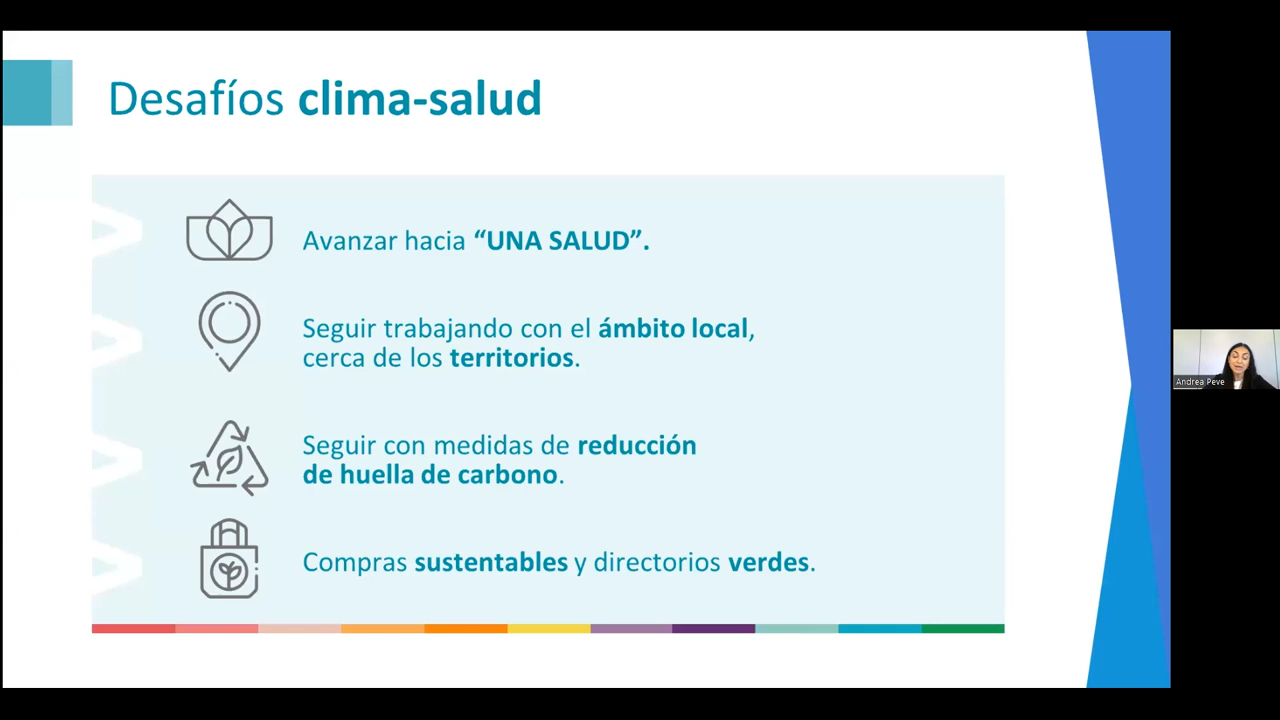 Desafíos clima-salud
Avanzar hacia “UNA SALUD”.
Seguir trabajando con el ámbito local,
cerca de los territorios.
Seguir con medidas de reducción
de huella de carbono.
Compras sustentables y directorios verdes.
Andrea Peve